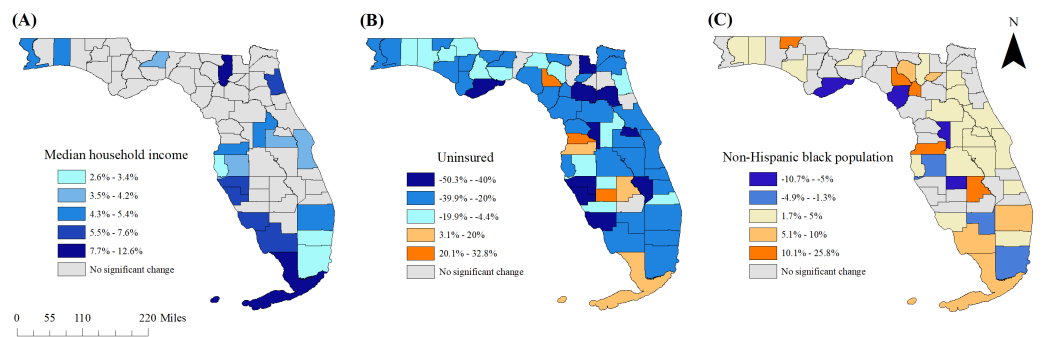 (A)
(B)
(C)
N
Median household income
2.6% - 3.4%
3.5% - 4.2%
4.3% - 5.4%
5.5% - 7.6%
7.7% - 12.6%
No significant change
Uninsured
-50.3% - -40%
-39.9% - -20%
-19.9% - -4.4%
3.1% - 20%
20.1% - 32.8%
No significant change
Non-Hispanic black population
-10.7% - -5%
-4.9% - -1.3%
1.7% - 5%
5.1% - 10%
10.1% - 25.8%
No significant change
0 55 110 220 Miles